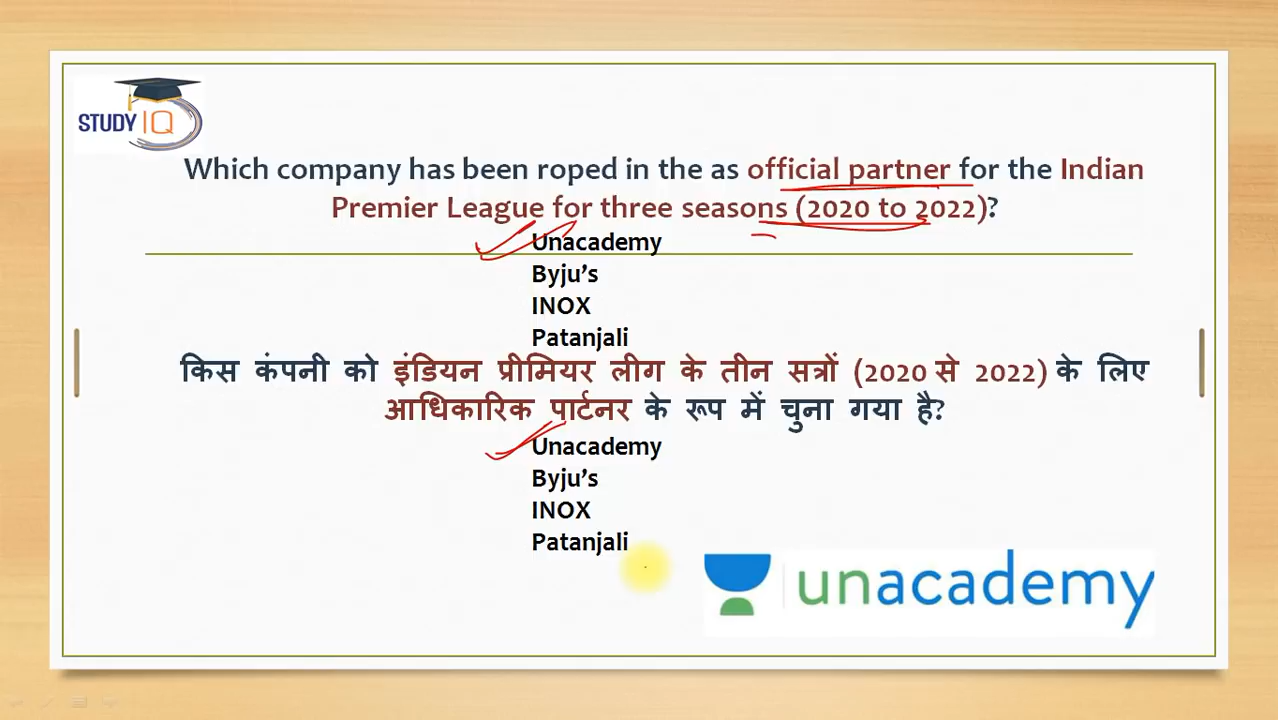 STUDY IQ
Which company has been roped in the as official partner for the Indian
Premier League for three seasons (2020 to 2022)?
Unacademy
Byju's
INOX
Patanjali
किस कंपनी को इंडियन प्रीमियर लीग के तीन सत्रों (2020 से 2022) के लिए
आधिकारिक पार्टनर के रूप में चुना गया है?
Unacademy
Byju's
INOX
Patanjali
unacademy